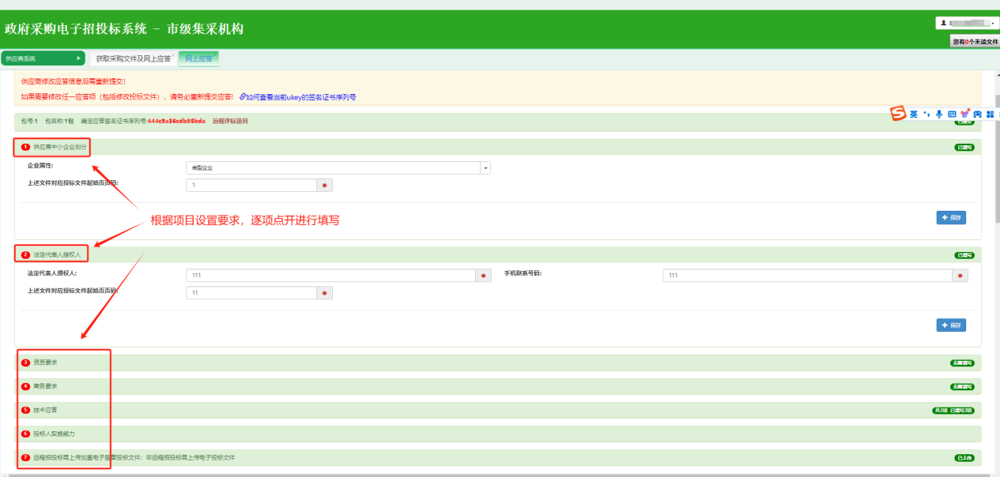 政府采购电子招投标系统 - 市级集采机构
您有0个未读文件
供应商系统 获取采购文件及网上应答 网上应答
供应商修改应答信息后需重新提交!
如果需要修改任一应答项（包括修改投标文件），请务必重新提交应答! 如何查看当前ukey的签名证书序列号
英
包号:1 包名称:1包 确定应答签名证书序列号:444c9a36cdb85bda 远程评标项目
1 供应商中小企业划分 已填写
企业属性: 微型企业
上述文件对应投标文件起始页页码: 1
根据项目设置要求，逐项点开进行填写
+ 保存
2 法定代表人授权人 已填写
法定代表人授权人: 111 手机联系号码: 111
上述文件对应投标文件起始页页码: 11
+ 保存
3 资质要求 无需填写
4 商务要求 无需填写
5 技术应答 共3项 已填写3项
6 投标人实施能力
7 远程招投标需上传加盖电子签章投标文件；非远程招投标需上传电子投标文件 已上传